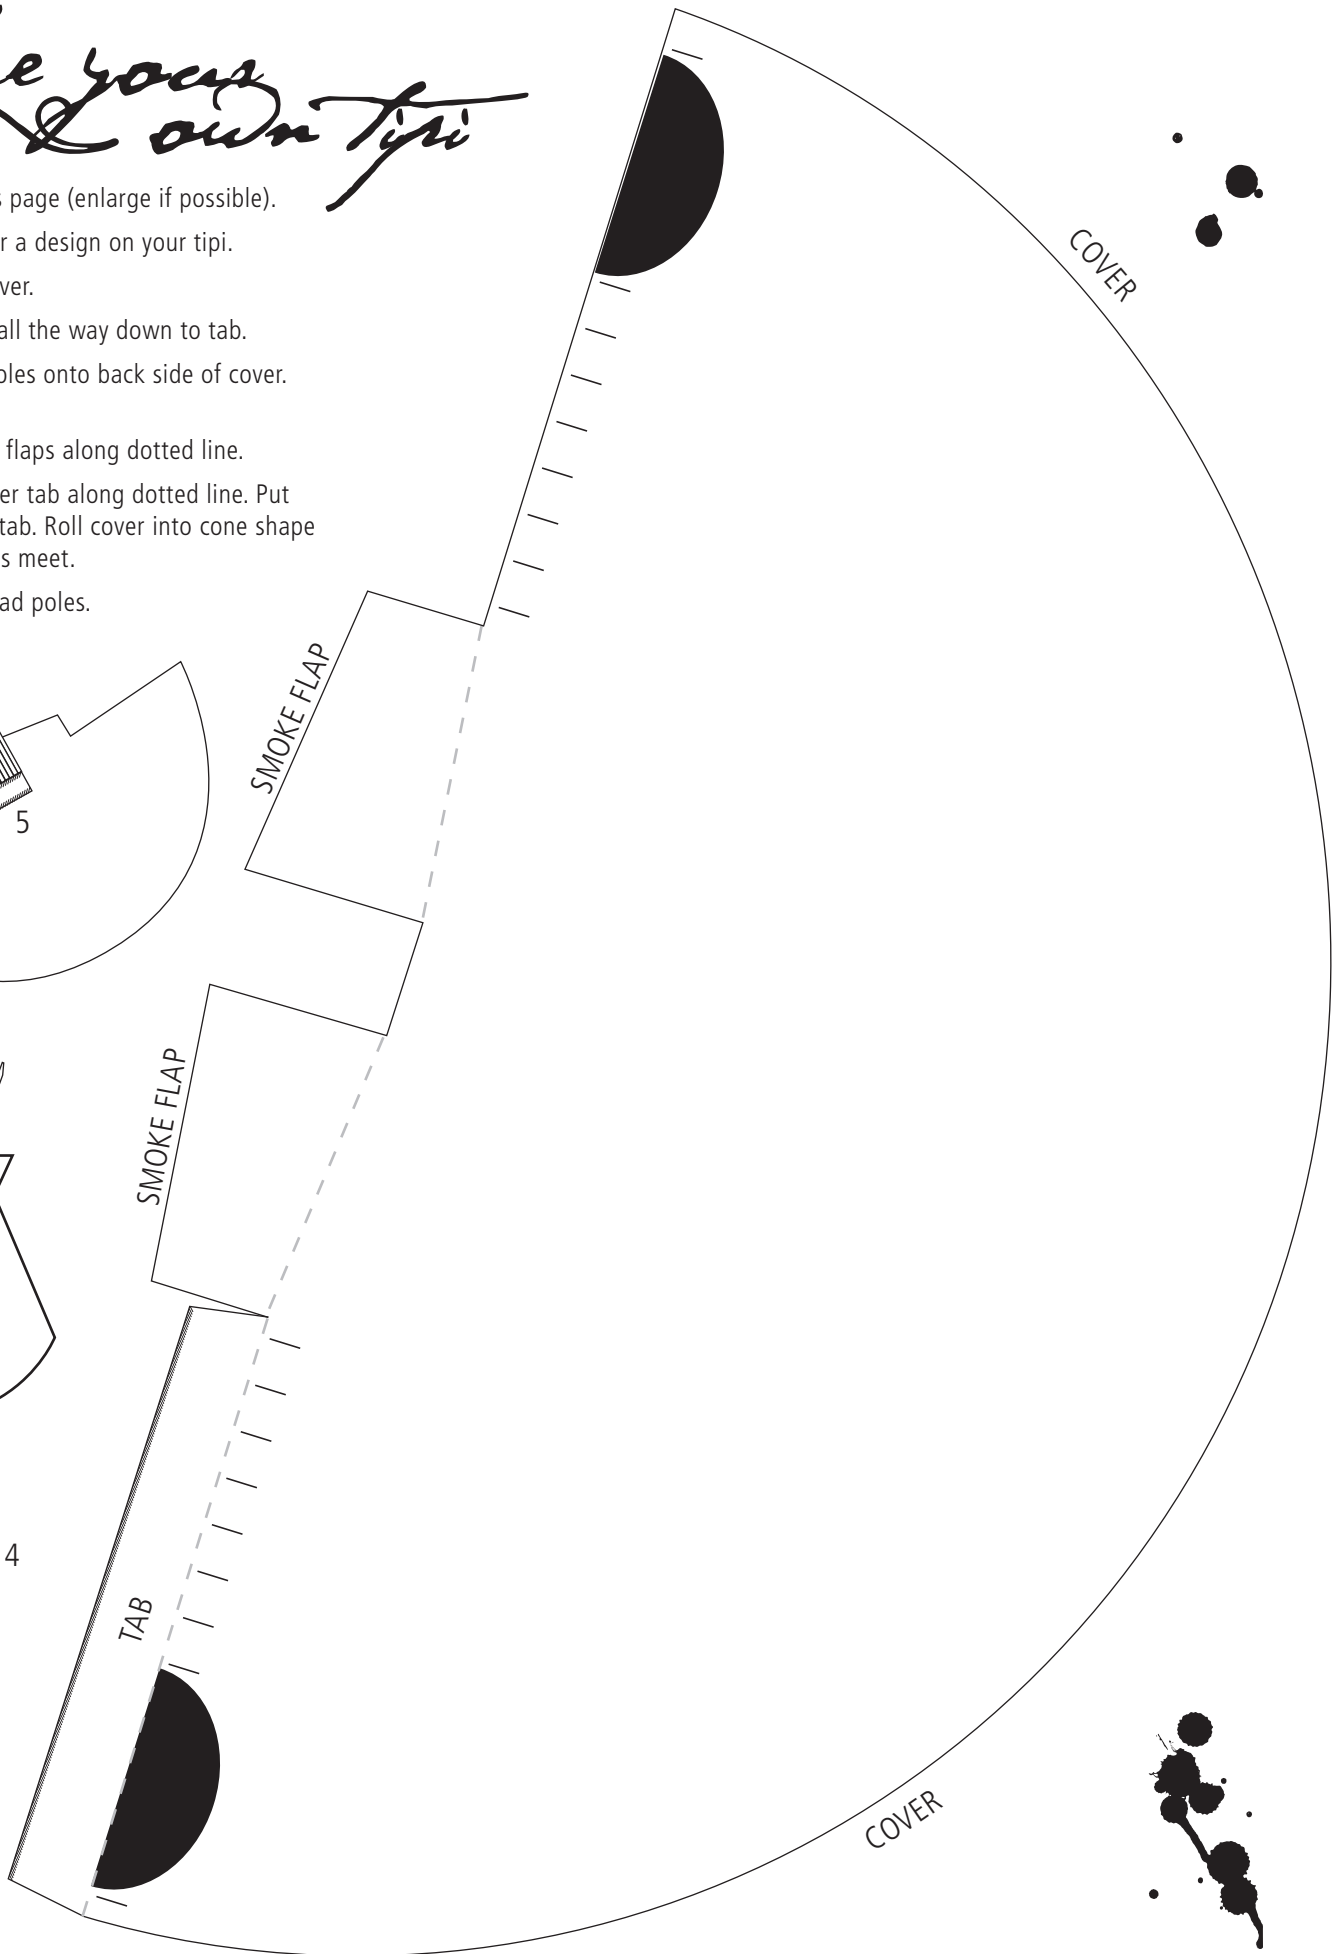 e your
own tipi
s page (enlarge if possible).
r a design on your tipi.
ver.
all the way down to tab.
oles onto back side of cover.
flaps along dotted line.
er tab along dotted line. Put
tab. Roll cover into cone shape
s meet.
ad poles.
COVER
SMOKE FLAP
5
SMOKE FLAP
4
TAB
COVER